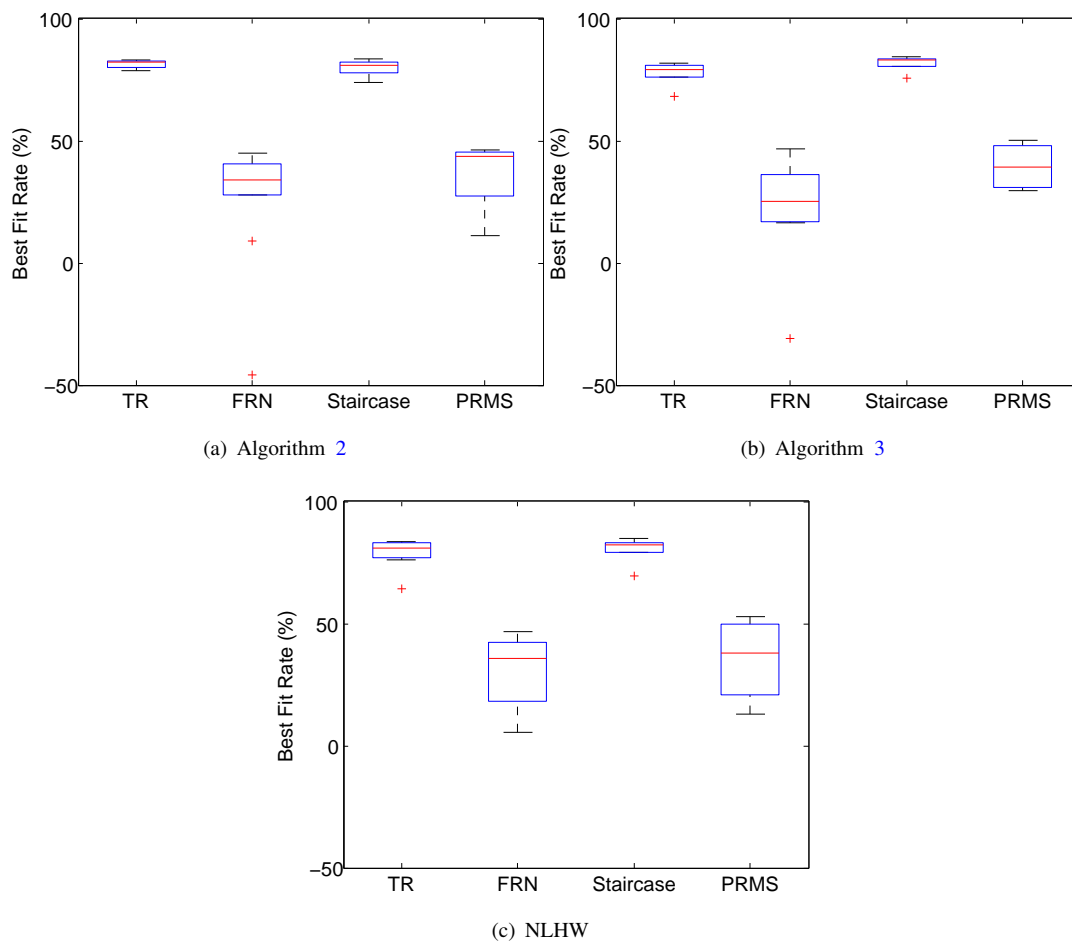 100
50
0
−50
Best Fit Rate (%)
TR FRN Staircase PRMS
(a) Algorithm 2
100
50
0
−50
Best Fit Rate (%)
TR FRN Staircase PRMS
(b) Algorithm 3
100
50
0
−50
Best Fit Rate (%)
TR FRN Staircase PRMS
(c) NLHW